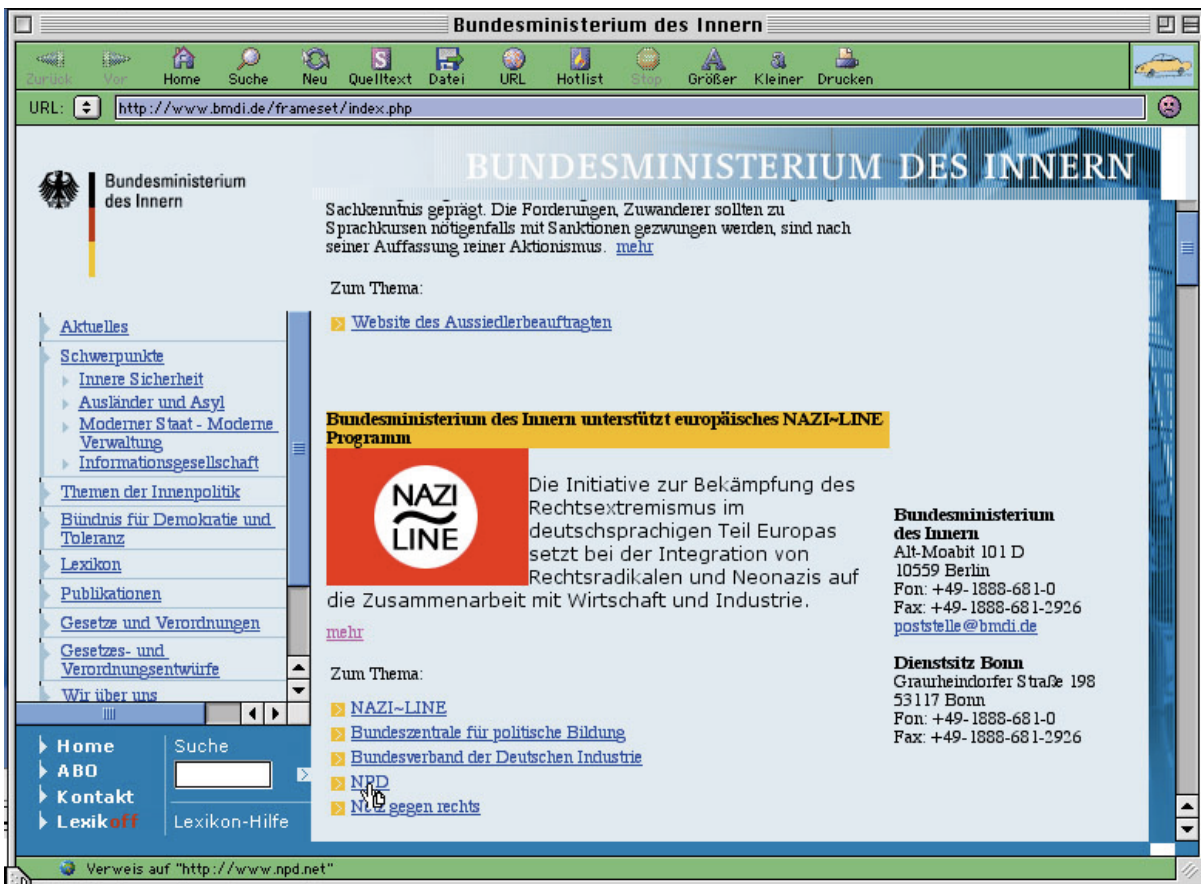 Bundesministerium des Innern
Zurück Vor Home Suche Neu Quelltext Datei URL Hotlist Stop Größer Kleiner Drucken
URL: http://www.bmdi.de/frameset/index.php
BUNDESMINISTERIUM DES INNERN
Bundesministerium
des Innern
Sachkenntnis geprägt. Die Forderungen, Zuwanderer sollten zu
Sprachkursen nötigenfalls mit Sanktionen gezwungen werden, sind nach
seiner Auffassung reiner Aktionismus. mehr
Zum Thema:
Website des Aussiedlerbeauftragten
Aktuelles
Schwerpunkte
Innere Sicherheit
Ausländer und Asyl
Moderner Staat - Moderne
Verwaltung
Informationsgesellschaft
Themen der Innenpolitik
Bündnis für Demokratie und
Toleranz
Lexikon
Publikationen
Gesetze und Verordnungen
Gesetzes- und
Verordnungsentwürfe
Wir über uns
Home
ABO
Kontakt
Lexikoff
Suche
Lexikon-Hilfe
Bundesministerium des Innern unterstützt europäisches NAZI~LINE
Programm
NAZI
~
LINE
Die Initiative zur Bekämpfung des
Rechtsextremismus im
deutschsprachigen Teil Europas
setzt bei der Integration von
Rechtsradikalen und Neonazis auf
die Zusammenarbeit mit Wirtschaft und Industrie.
mehr
Zum Thema:
NAZI~LINE
Bundeszentrale für politische Bildung
Bundesverband der Deutschen Industrie
NPD
Netz gegen rechts
Bundesministerium
des Innern
Alt-Moabit 101 D
10559 Berlin
Fon: +49-1888-681-0
Fax: +49-1888-681-2926
poststelle@bmdi.de
Dienstsitz Bonn
Graurheindorfer Straße 198
53117 Bonn
Fon: +49-1888-681-0
Fax: +49-1888-681-2926
Verweis auf "http://www.npd.net"